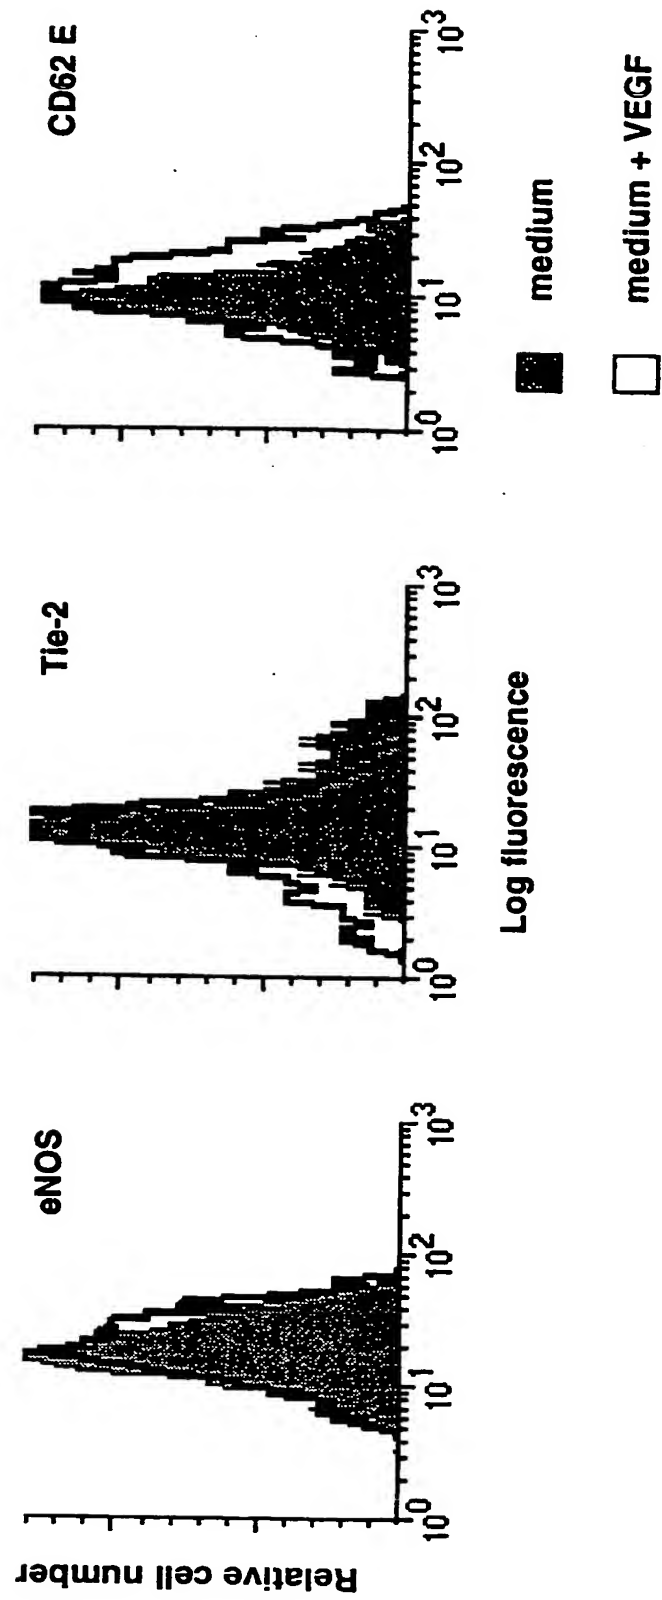 eNOS
Tie-2
CD62 E
Relative cell number
10⁰ 10¹ 10² 10³
10⁰ 10¹ 10² 10³
10⁰ 10¹ 10² 10³
Log fluorescence
medium
medium + VEGF